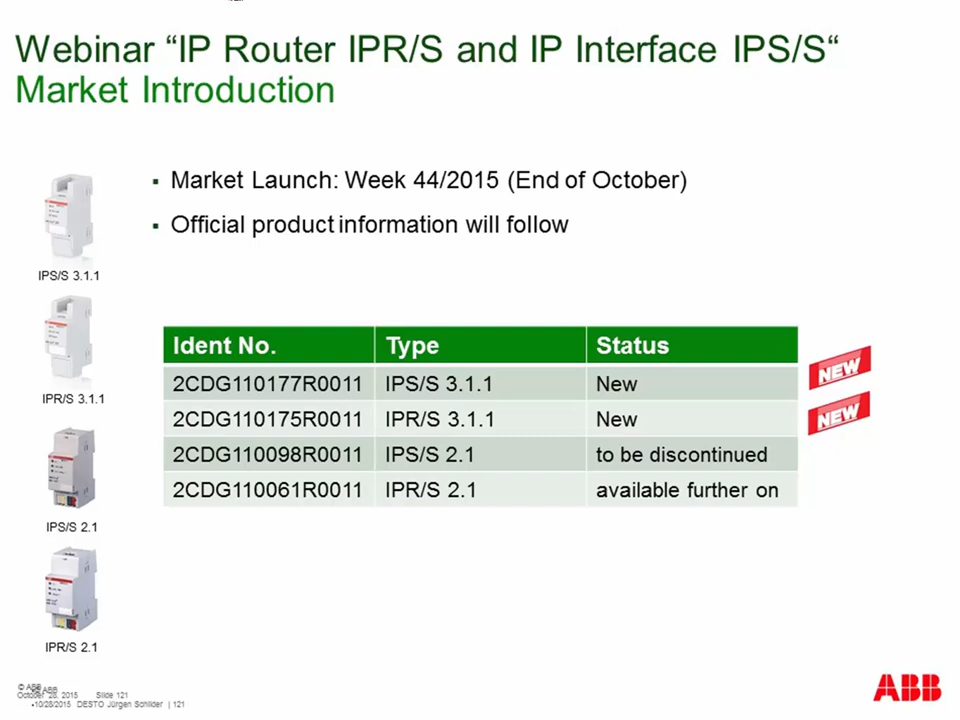 Webinar “IP Router IPR/S and IP Interface IPS/S“
Market Introduction
▪ Market Launch: Week 44/2015 (End of October)
▪ Official product information will follow
IPS/S 3.1.1
IPR/S 3.1.1
IPS/S 2.1
IPR/S 2.1
Ident No. Type Status
2CDG110177R0011 IPS/S 3.1.1 New NEW
2CDG110175R0011 IPR/S 3.1.1 New NEW
2CDG110098R0011 IPS/S 2.1 to be discontinued
2CDG110061R0011 IPR/S 2.1 available further on
© ABB
October 28, 2015 Slide 121
▪10/28/2015 DESTO Jürgen Schilder | 121
ABB